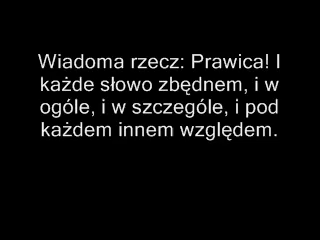 Wiadoma rzecz: Prawica! I
każde słowo zbędnem, i w
ogóle, i w szczególe, i pod
każdem innem względem.